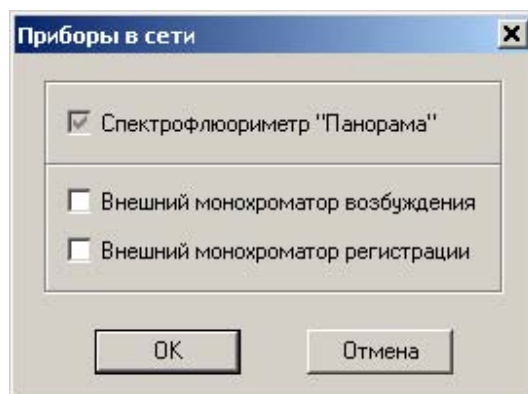 Приборы в сети
Спектрофлюориметр "Панорама"
Внешний монохроматор возбуждения
Внешний монохроматор регистрации
OK
Отмена